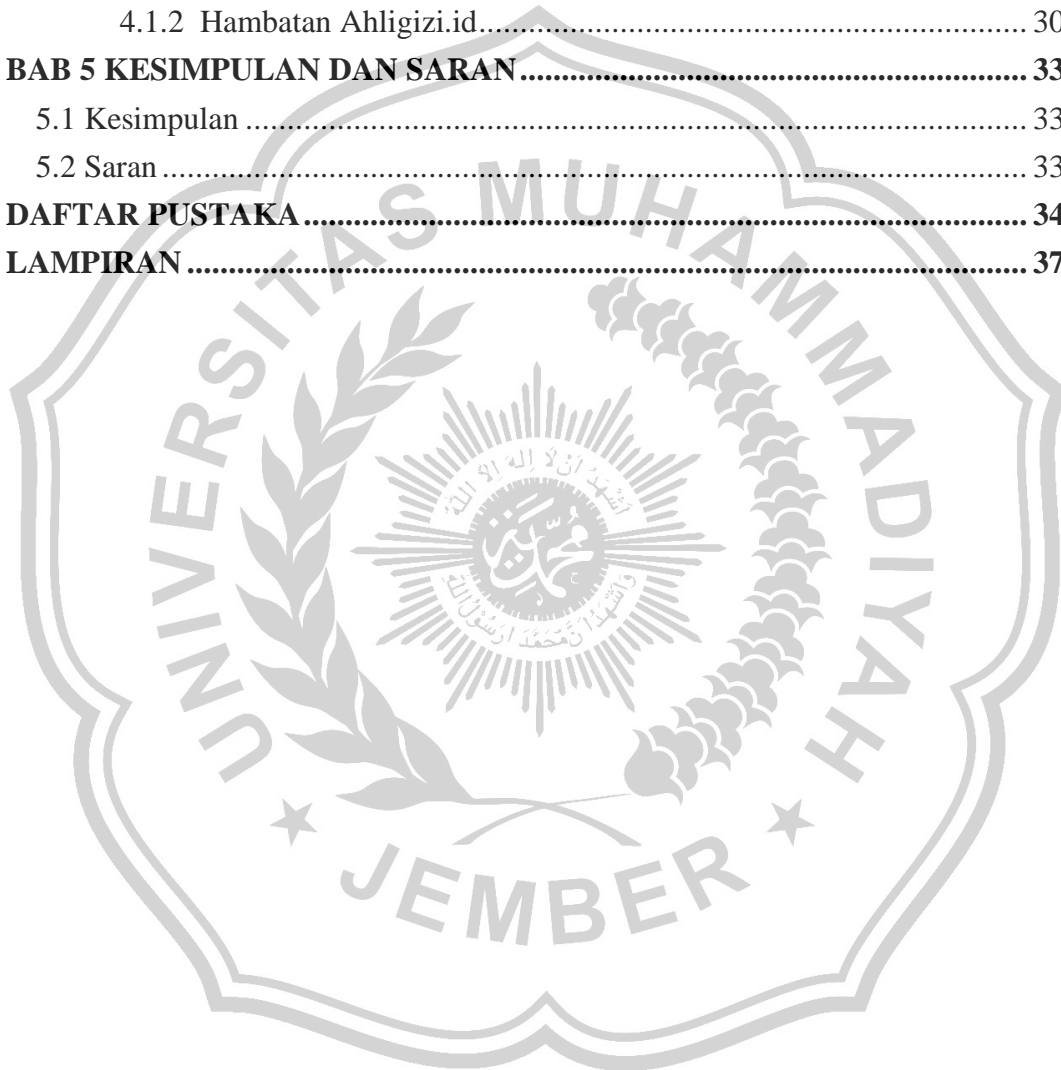 4.1.2 Hambatan Ahligizi.id.................................................................. 30
BAB 5 KESIMPULAN DAN SARAN............................................................. 33
5.1 Kesimpulan ............................................................................................... 33
5.2 Saran ......................................................................................................... 33
DAFTAR PUSTAKA ....................................................................................... 34
LAMPIRAN ..................................................................................................... 37
UNIVERSITAS MUHAMMADIYAH
JEMBER